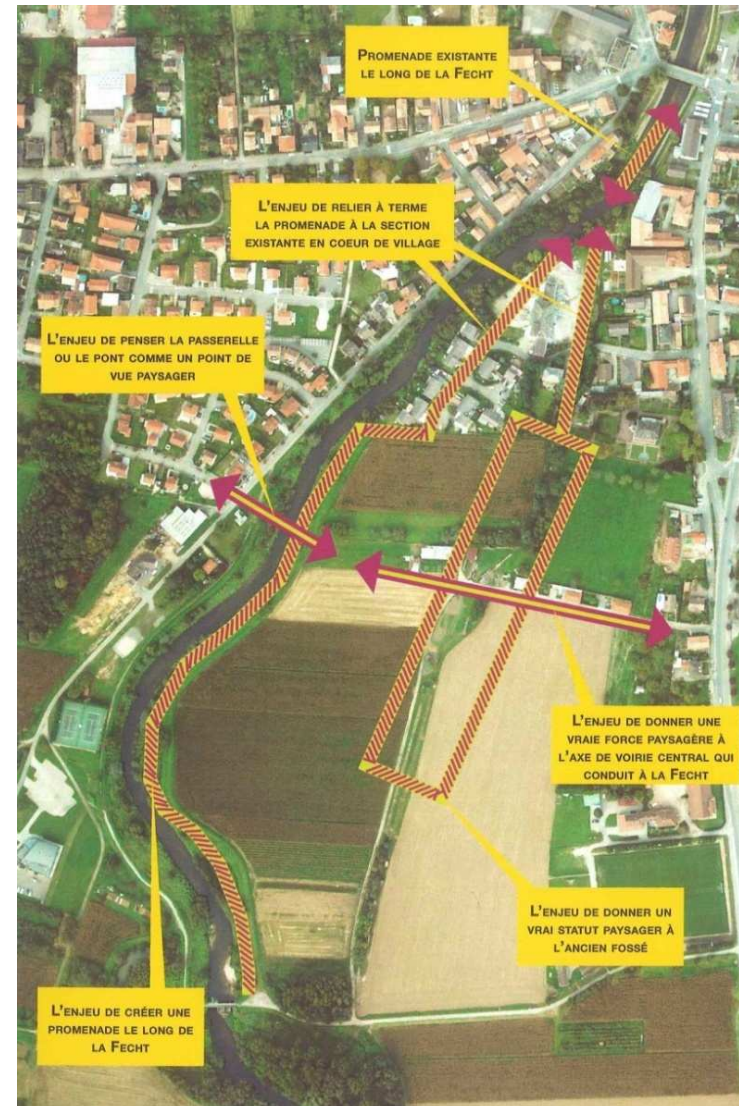 PROMENADE EXISTANTE
LE LONG DE LA FECHT
L'ENJEU DE RELIER À TERME
LA PROMENADE À LA SECTION
EXISTANTE EN COEUR DE VILLAGE
L'ENJEU DE PENSER LA PASSERELLE
OU LE PONT COMME UN POINT DE
VUE PAYSAGER
L'ENJEU DE DONNER UNE
VRAIE FORCE PAYSAGÈRE À
L'AXE DE VOIRIE CENTRAL QUI
CONDUIT À LA FECHT
L'ENJEU DE DONNER UN
VRAI STATUT PAYSAGER À
L'ANCIEN FOSSÉ
L'ENJEU DE CRÉER UNE
PROMENADE LE LONG DE
LA FECHT